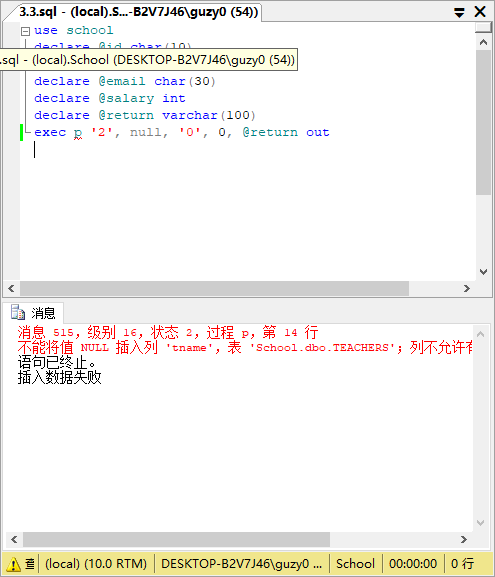 3.3.sql - (local).S...-B2V7J46\guzy0 (54))
use school
declare @id char(10)
.sql - (local).School (DESKTOP-B2V7J46\guzy0 (54))
declare @email char(30)
declare @salary int
declare @return varchar(100)
exec p '2', null, '0', 0, @return out
消息
消息 515，级别 16，状态 2，过程 p，第 14 行
不能将值 NULL 插入列 'tname'，表 'School.dbo.TEACHERS'；列不允许有
语句已终止。
插入数据失败
(local) (10.0 RTM) DESKTOP-B2V7J46\guzy0 ... School 00:00:00 0 行